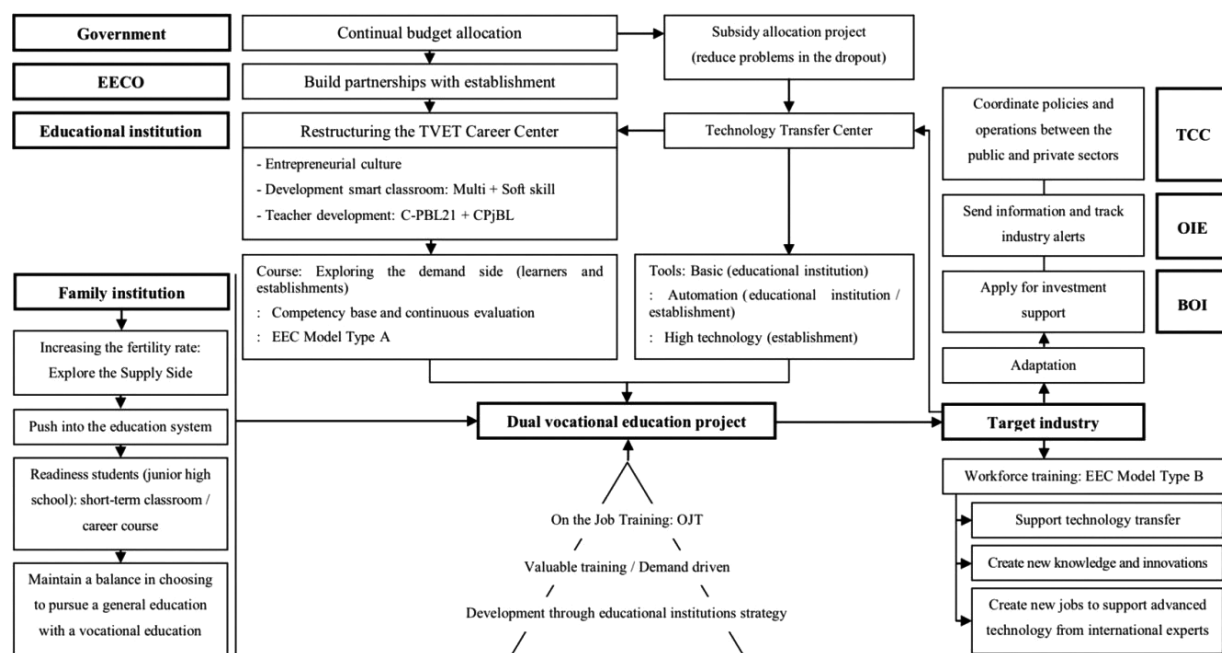 Government
Continual budget allocation
Subsidy allocation project
(reduce problems in the dropout)
EECO
Build partnerships with establishment
Educational institution
Restructuring the TVET Career Center
- Entrepreneurial culture
- Development smart classroom: Multi + Soft skill
- Teacher development: C-PBL21 + CPjBL
Technology Transfer Center
Coordinate policies and
operations between the
public and private sectors
TCC
Send information and track
industry alerts
OIE
Apply for investment
support
BOI
Adaptation
Course: Exploring the demand side (learners and
establishments)
: Competency base and continuous evaluation
: EEC Model Type A
Tools: Basic (educational institution)
: Automation (educational institution /
establishment)
: High technology (establishment)
Family institution
Increasing the fertility rate:
Explore the Supply Side
Push into the education system
Readiness students (junior high
school): short-term classroom /
career course
Maintain a balance in choosing
to pursue a general education
with a vocational education
Dual vocational education project
On the Job Training: OJT
Valuable training / Demand driven
Development through educational institutions strategy
Target industry
Workforce training: EEC Model Type B
Support technology transfer
Create new knowledge and innovations
Create new jobs to support advanced
technology from international experts